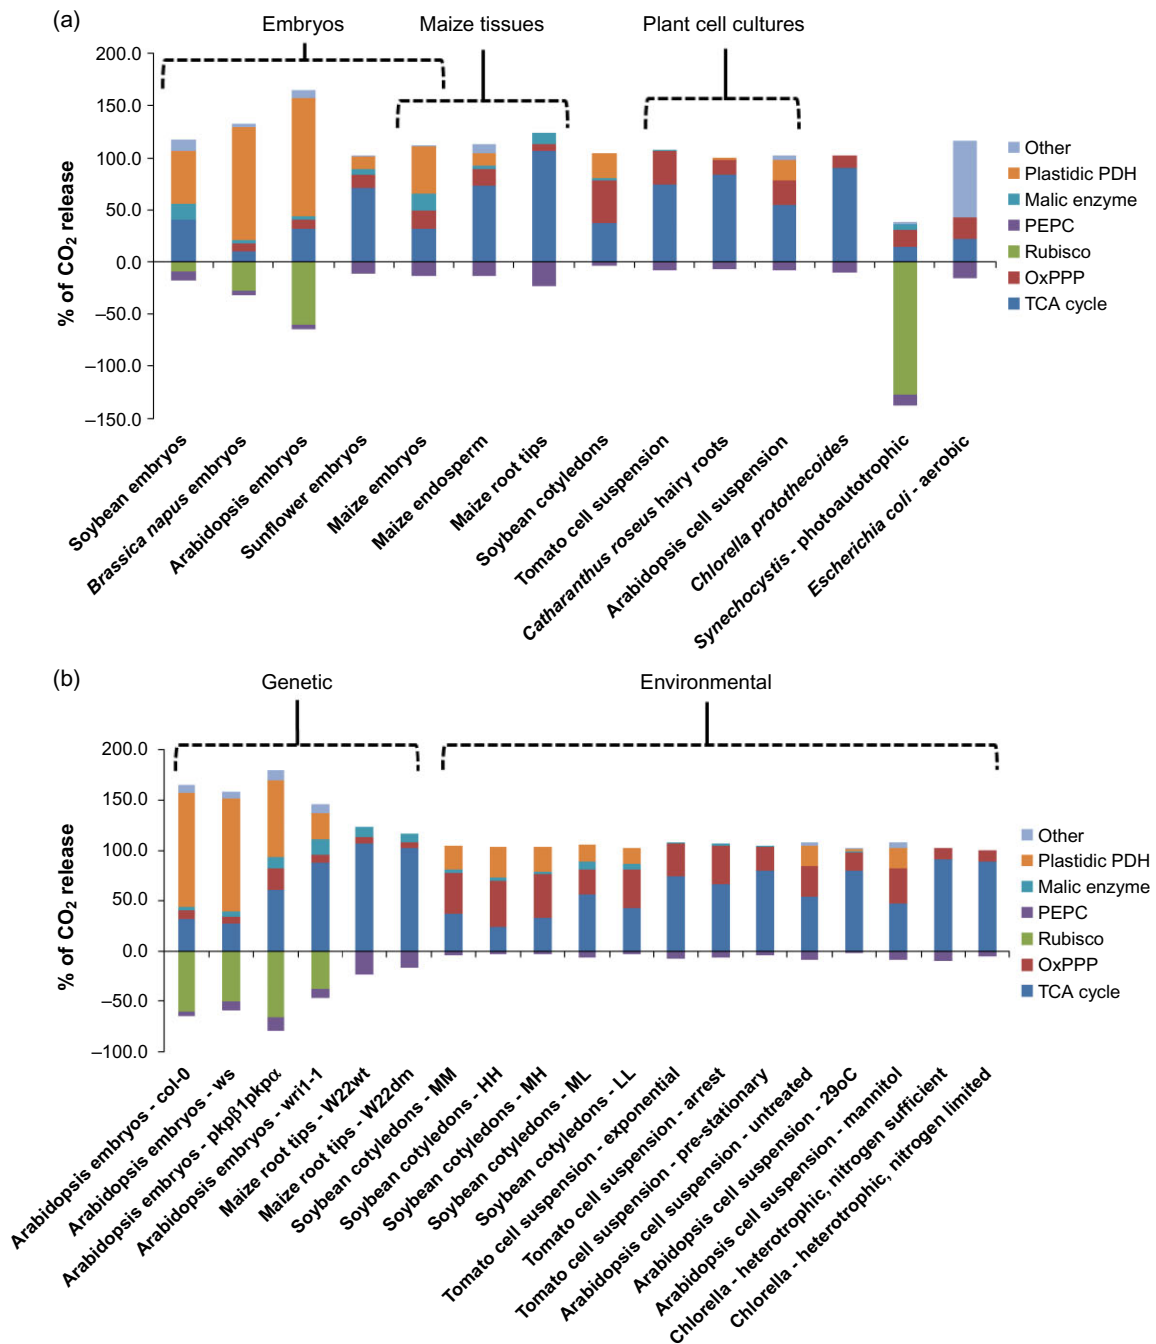 (a)
Embryos
Maize tissues
Plant cell cultures
% of CO2 release
200.0
150.0
100.0
50.0
0.0
–50.0
–100.0
–150.0
Other
Plastidic PDH
Malic enzyme
PEPC
Rubisco
OxPPP
TCA cycle
Soybean embryos
Brassica napus embryos
Arabidopsis embryos
Sunflower embryos
Maize embryos
Maize endosperm
Maize root tips
Soybean cotyledons
Tomato cell suspension
Catharanthus roseus hairy roots
Arabidopsis cell suspension
Chlorella protothecoides
Synechocystis - photoautotrophic
Escherichia coli - aerobic
(b)
Genetic
Environmental
% of CO2 release
200.0
150.0
100.0
50.0
0.0
–50.0
–100.0
Other
Plastidic PDH
Malic enzyme
PEPC
Rubisco
OxPPP
TCA cycle
Arabidopsis embryos - col-0
Arabidopsis embryos - ws
Arabidopsis embryos - pkpβ1pkpα
Arabidopsis embryos - wri1-1
Maize root tips - W22wt
Maize root tips - W22dm
Soybean cotyledons - MM
Soybean cotyledons - HH
Soybean cotyledons - MH
Soybean cotyledons - ML
Soybean cotyledons - LL
Tomato cell suspension - exponential
Tomato cell suspension - arrest
Tomato cell suspension - pre-stationary
Arabidopsis cell suspension - untreated
Arabidopsis cell suspension - 29oC
Arabidopsis cell suspension - mannitol
Chlorella - heterotrophic, nitrogen sufficient
Chlorella - heterotrophic, nitrogen limited